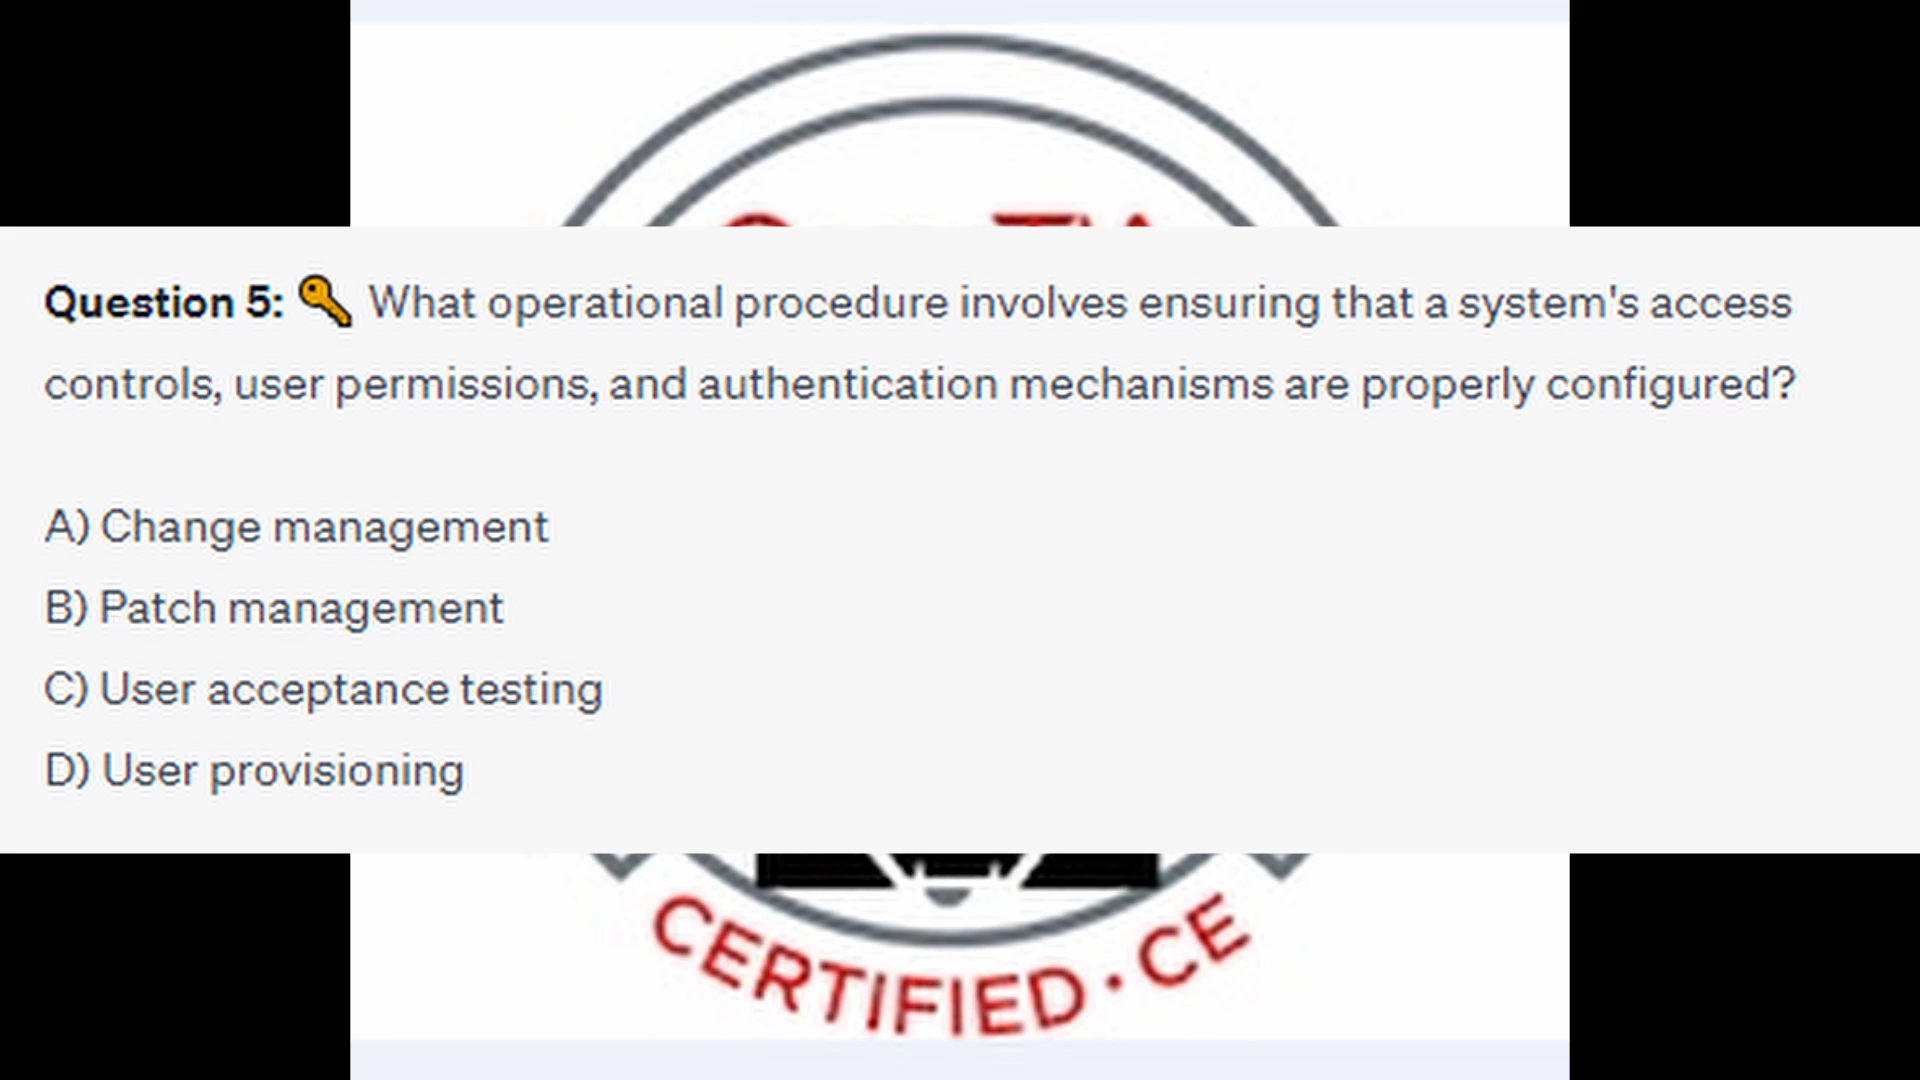 Question 5: 🔑 What operational procedure involves ensuring that a system's access
controls, user permissions, and authentication mechanisms are properly configured?
A) Change management
B) Patch management
C) User acceptance testing
D) User provisioning
CERTIFIED · CE